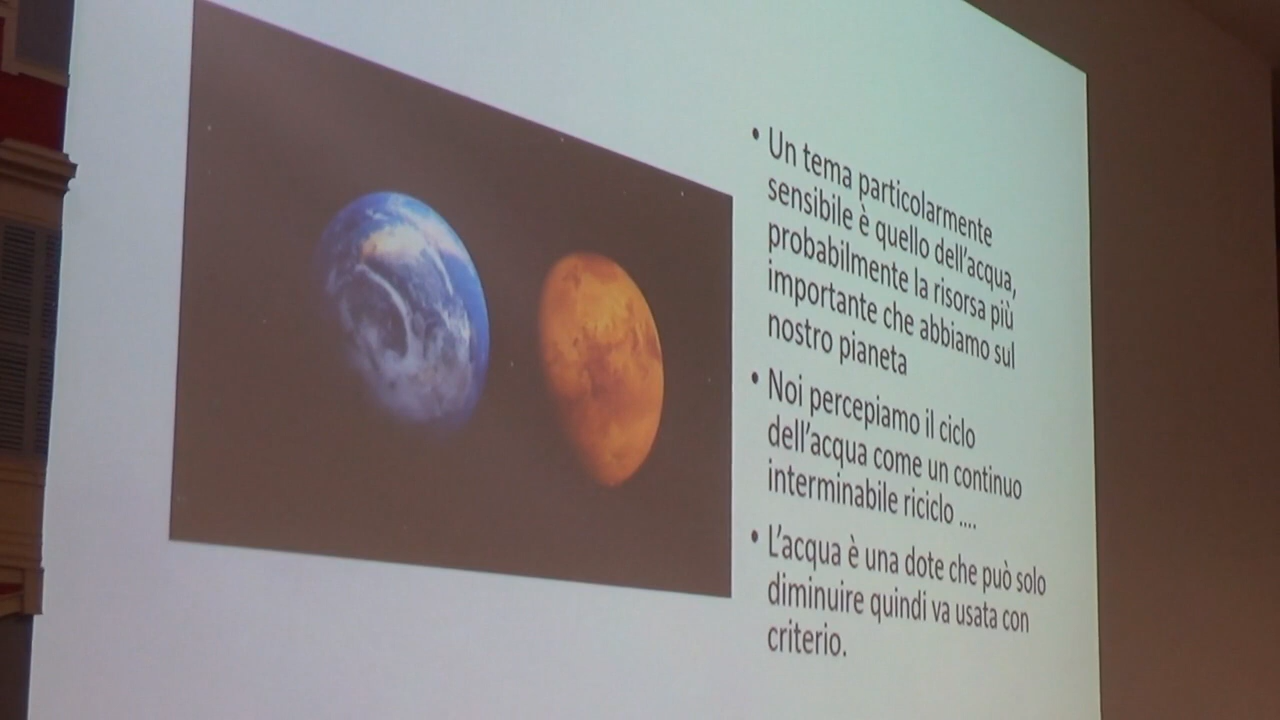 • Un tema particolarmente
sensibile è quello dell'acqua,
probabilmente la risorsa più
importante che abbiamo sul
nostro pianeta
• Noi percepiamo il ciclo
dell'acqua come un continuo
interminabile riciclo ....
• L'acqua è una dote che può solo
diminuire quindi va usata con
criterio.